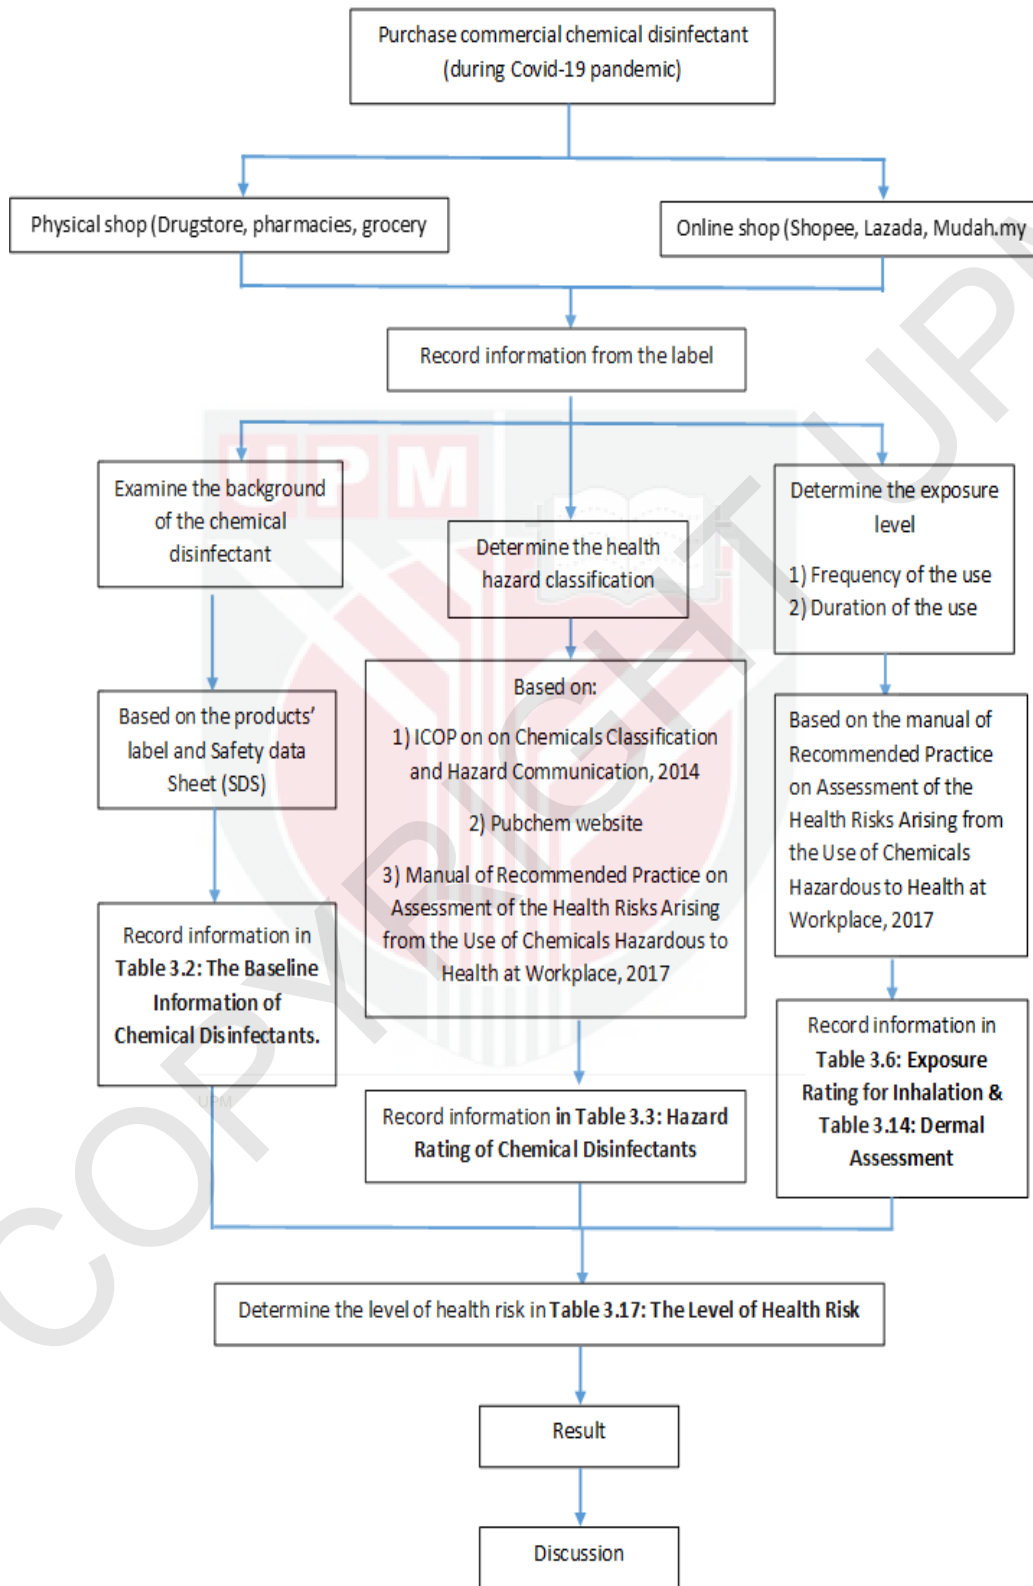 Purchase commercial chemical disinfectant
(during Covid-19 pandemic)
Physical shop (Drugstore, pharmacies, grocery
Online shop (Shopee, Lazada, Mudah.my
Record information from the label
UPM
Examine the background
of the chemical
disinfectant
Determine the health
hazard classification
Determine the exposure
level
1) Frequency of the use
2) Duration of the use
Based on the products'
label and Safety data
Sheet (SDS)
Based on:
1) ICOP on on Chemicals Classification
and Hazard Communication, 2014
2) Pubchem website
3) Manual of Recommended Practice on
Assessment of the Health Risks Arising
from the Use of Chemicals Hazardous to
Health at Workplace, 2017
Based on the manual of
Recommended Practice
on Assessment of the
Health Risks Arising from
the Use of Chemicals
Hazardous to Health at
Workplace, 2017
Record information in
Table 3.2: The Baseline
Information of
Chemical Disinfectants.
Record information in Table 3.3: Hazard
Rating of Chemical Disinfectants
Record information in
Table 3.6: Exposure
Rating for Inhalation &
Table 3.14: Dermal
Assessment
UPM
Determine the level of health risk in Table 3.17: The Level of Health Risk
Result
Discussion
COPYRIGHT UPM